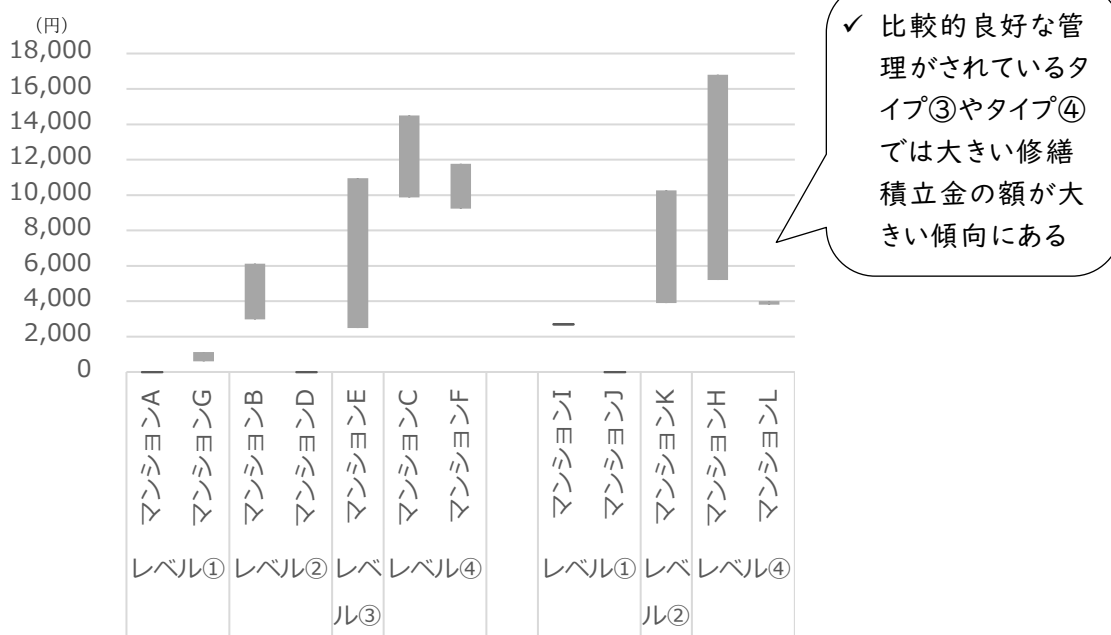 （円）
18,000
16,000
14,000
12,000
10,000
8,000
6,000
4,000
2,000
0
マンションA
マンションG
マンションB
マンションD
マンションE
マンションC
マンションF
マンションI
マンションJ
マンションK
マンションH
マンションL
レベル① レベル② レベ レベル④ レベル① レベ レベル④
ル③ ル②
✓ 比較的良好な管
理がされているタ
イプ③やタイプ④
では大きい修繕
積立金の額が大
きい傾向にある